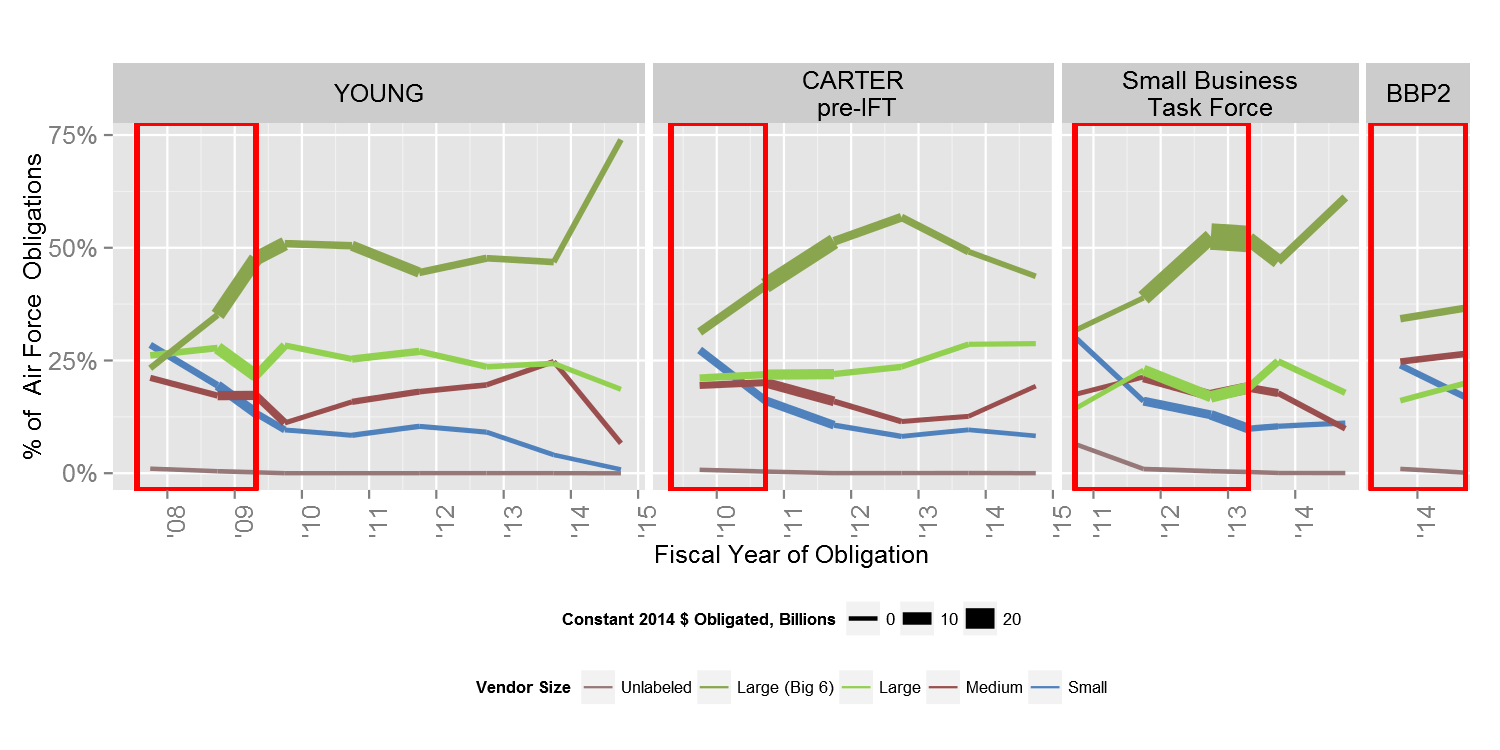 YOUNG
CARTER
pre-IFT
Small Business
Task Force
BBP2
% of  Air Force  Obligations
75%
50%
25%
0%
'08
'09
'10
'11
'12
'13
'14
'15
'10
'11
'12
'13
'14
'15
'11
'12
'13
'14
'14
Fiscal Year of Obligation
Constant 2014 $ Obligated, Billions 0 10 20
Vendor Size Unlabeled Large (Big 6) Large Medium Small